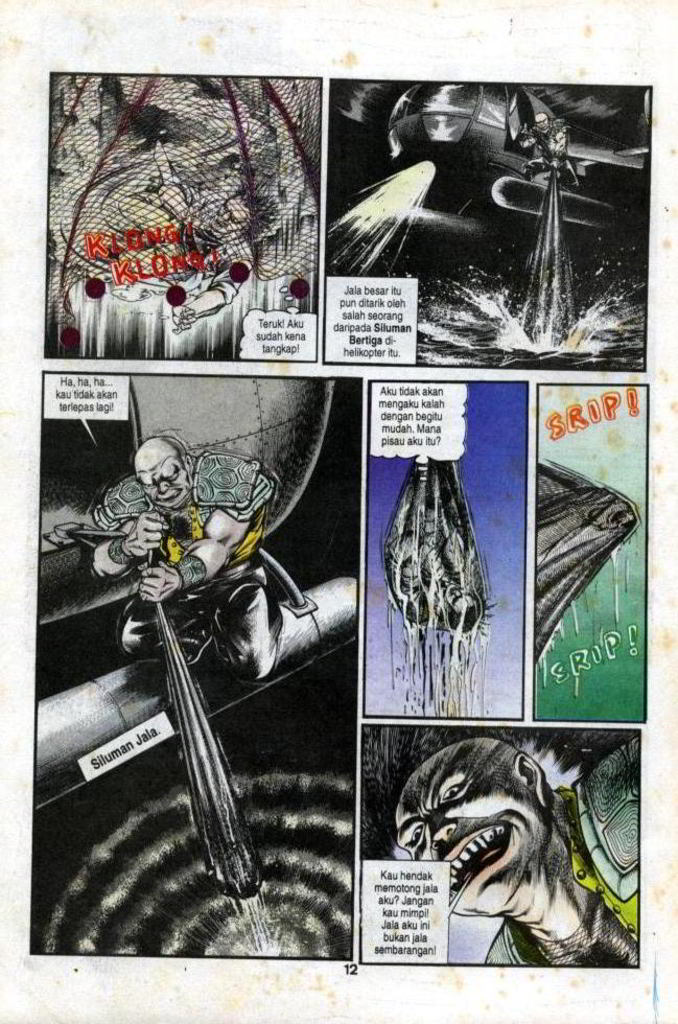 KLONG!
KLONG!
Teruk! Aku
sudah kena
tangkap!
Jala besar itu
pun ditarik oleh
salah seorang
daripada Siluman
Bertiga di-
helikopter itu.
Ha, ha, ha...
kau tidak akan
terlepas lagi!
Siluman Jala.
Aku tidak akan
mengaku kalah
dengan begitu
mudah. Mana
pisau aku itu?
SRIP!
SRIP!
Kau hendak
memotong jala
aku? Jangan
kau mimpi!
Jala aku ini
bukan jala
sembarangan!
12